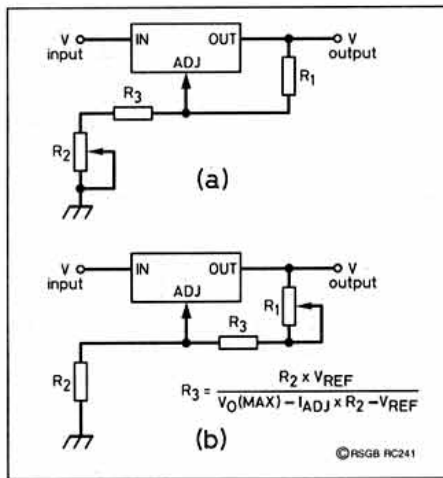 V input
IN
OUT
V output
ADJ
R1
R3
R2
(a)
V input
IN
OUT
V output
ADJ
R1
R3
R2
R3 = R2 x VREF / VO(MAX) – IADJ x R2 – VREF
(b)
©RSGB RC241